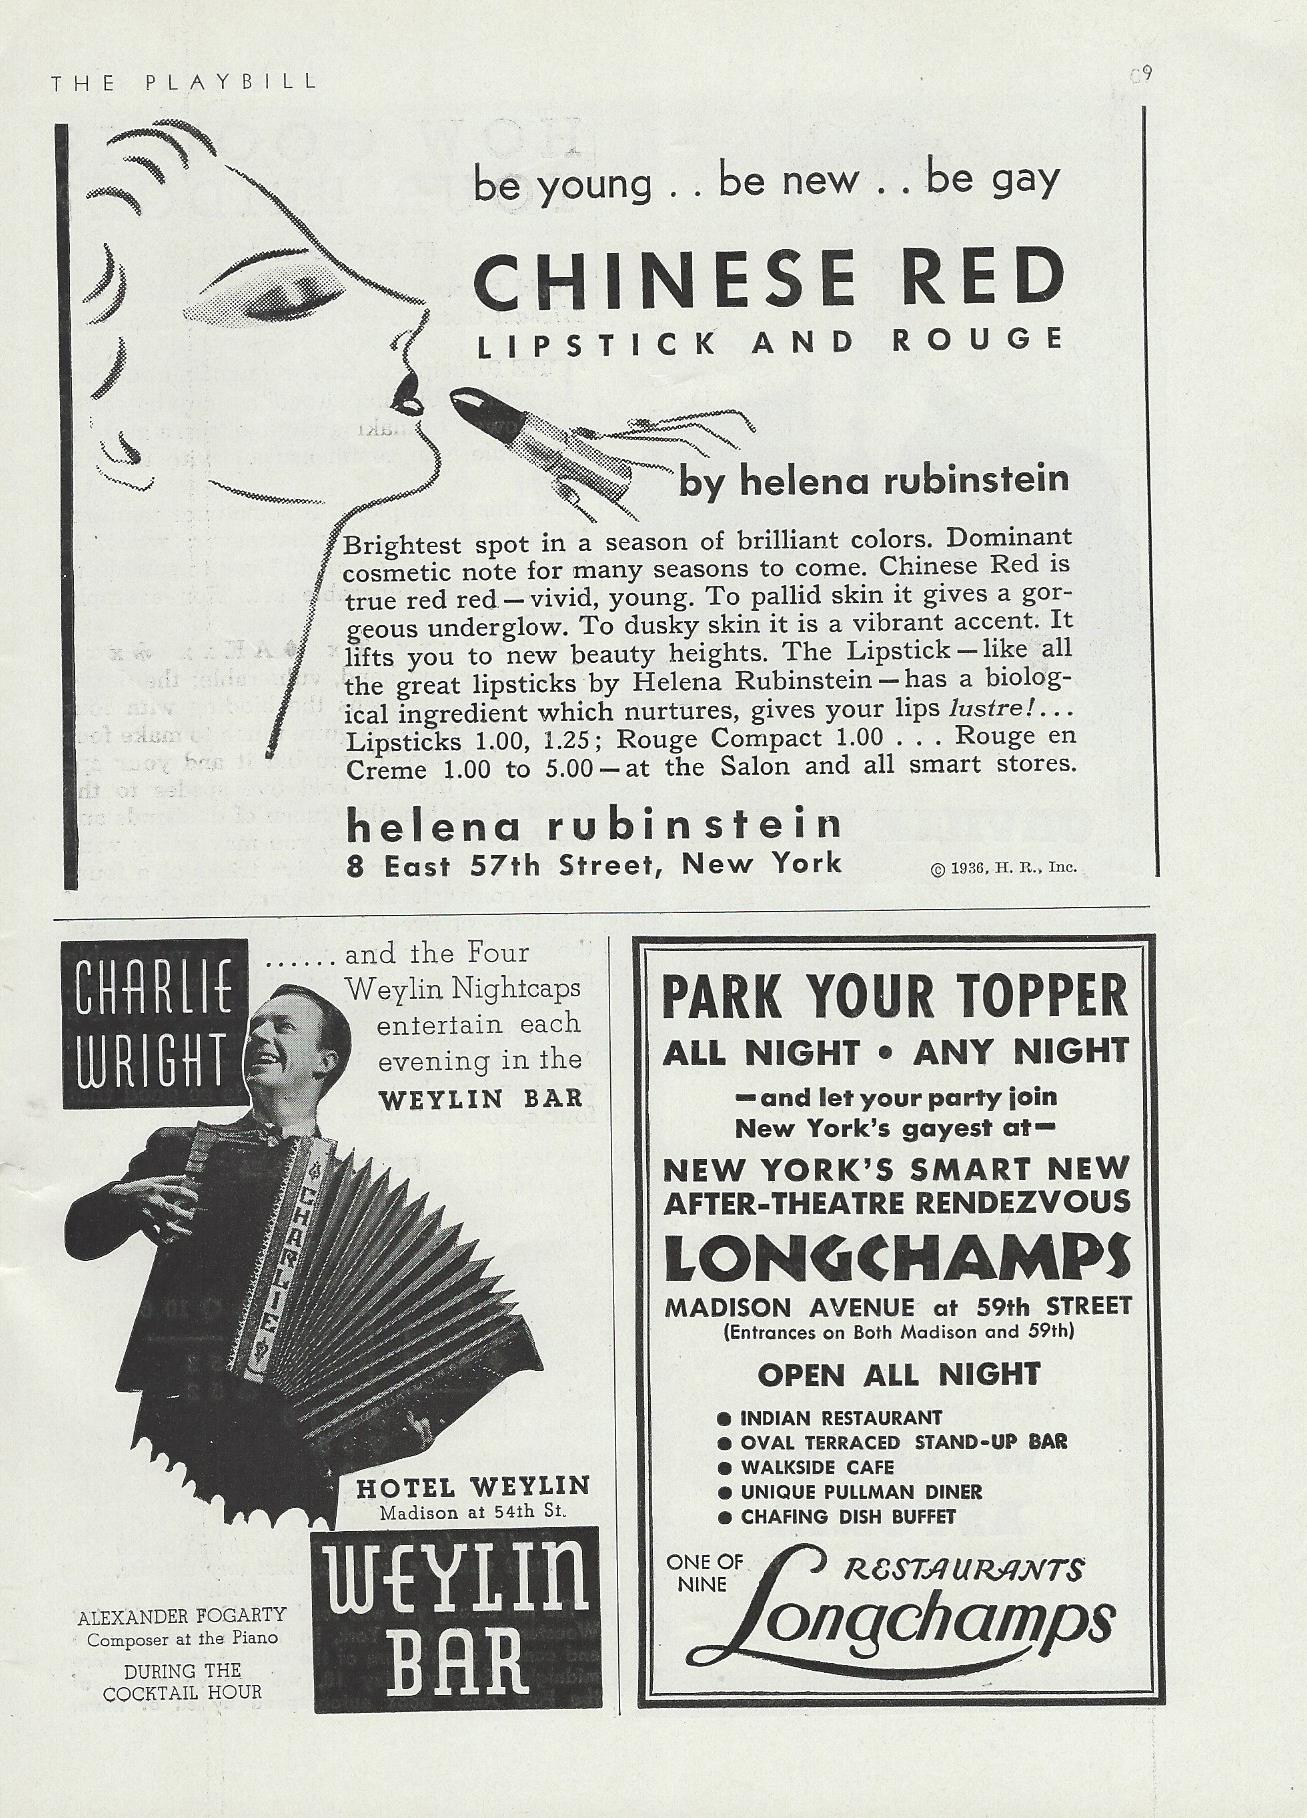 THE PLAYBILL
9
be young . . be new . . be gay
CHINESE RED
LIPSTICK AND ROUGE
by helena rubinstein
Brightest spot in a season of brilliant colors. Dominant
cosmetic note for many seasons to come. Chinese Red is
true red red — vivid, young. To pallid skin it gives a gor-
geous underglow. To dusky skin it is a vibrant accent. It
lifts you to new beauty heights. The Lipstick — like all
the great lipsticks by Helena Rubinstein — has a biolog-
ical ingredient which nurtures, gives your lips lustre!...
Lipsticks 1.00, 1.25; Rouge Compact 1.00 . . . Rouge en
Creme 1.00 to 5.00 — at the Salon and all smart stores.
helena rubinstein
8 East 57th Street, New York
© 1936, H. R., Inc.
CHARLIE
WRIGHT
......and the Four
Weylin Nightcaps
entertain each
evening in the
WEYLIN BAR
CHARLIE
HOTEL WEYLIN
Madison at 54th St.
WEYLIN
BAR
ALEXANDER FOGARTY
Composer at the Piano
DURING THE
COCKTAIL HOUR
PARK YOUR TOPPER
ALL NIGHT • ANY NIGHT
—and let your party join
New York's gayest at—
NEW YORK'S SMART NEW
AFTER-THEATRE RENDEZVOUS
LONGCHAMPS
MADISON AVENUE at 59th STREET
(Entrances on Both Madison and 59th)
OPEN ALL NIGHT
● INDIAN RESTAURANT
● OVAL TERRACED STAND-UP BAR
● WALKSIDE CAFE
● UNIQUE PULLMAN DINER
● CHAFING DISH BUFFET
ONE OF
NINE
RESTAURANTS
Longchamps